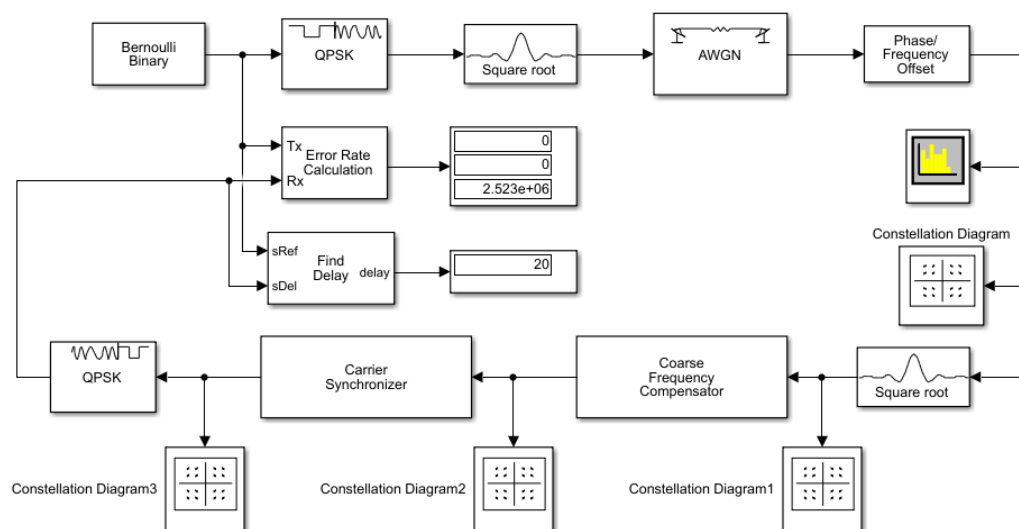 Bernoulli
Binary
QPSK
Square root
AWGN
Phase/
Frequency
Offset
Tx
Rx
Error Rate
Calculation
0
0
2.523e+06
sRef
sDel
Find
Delay
delay
20
Constellation Diagram
QPSK
Carrier
Synchronizer
Coarse
Frequency
Compensator
Square root
Constellation Diagram3
Constellation Diagram2
Constellation Diagram1